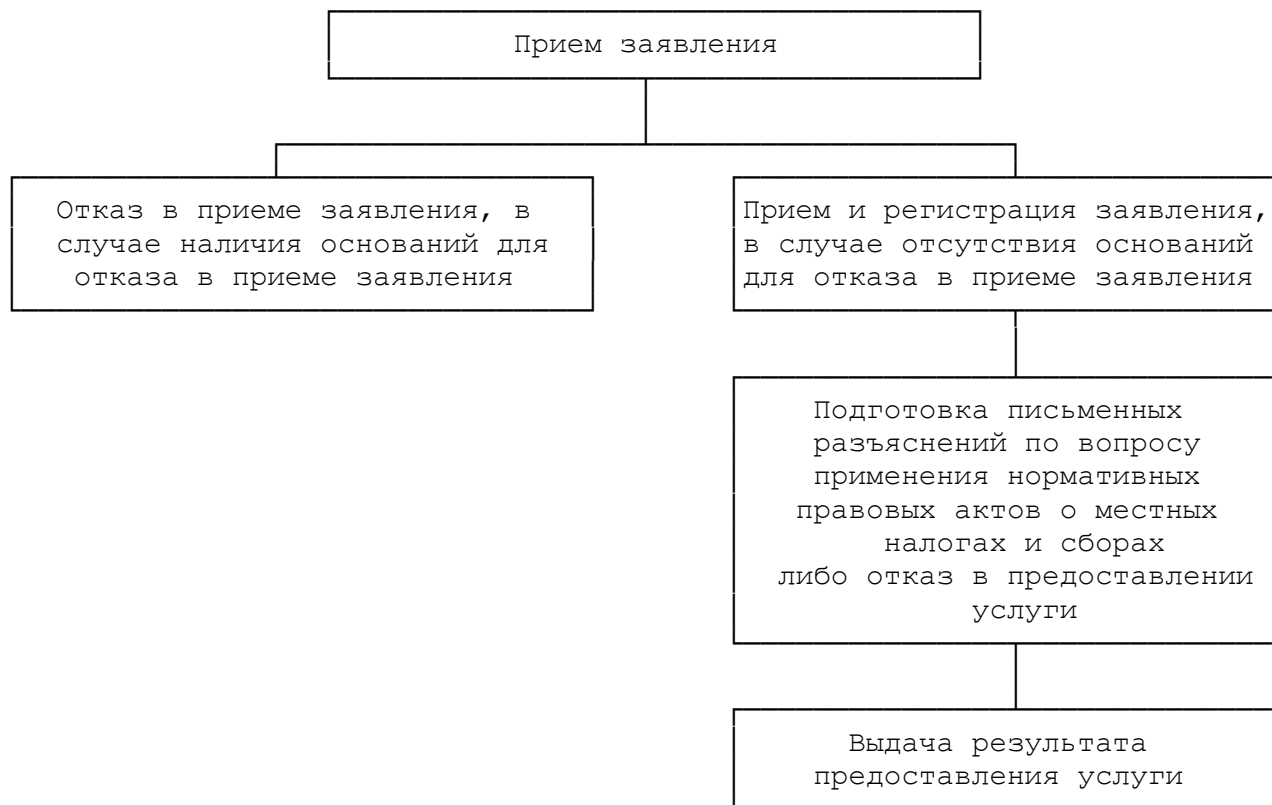 Прием заявления
Отказ в приеме заявления, в
случае наличия оснований для
отказа в приеме заявления
Прием и регистрация заявления,
в случае отсутствия оснований
для отказа в приеме заявления
Подготовка письменных
разъяснений по вопросу
применения нормативных
правовых актов о местных
налогах и сборах
либо отказ в предоставлении
услуги
Выдача результата
предоставления услуги